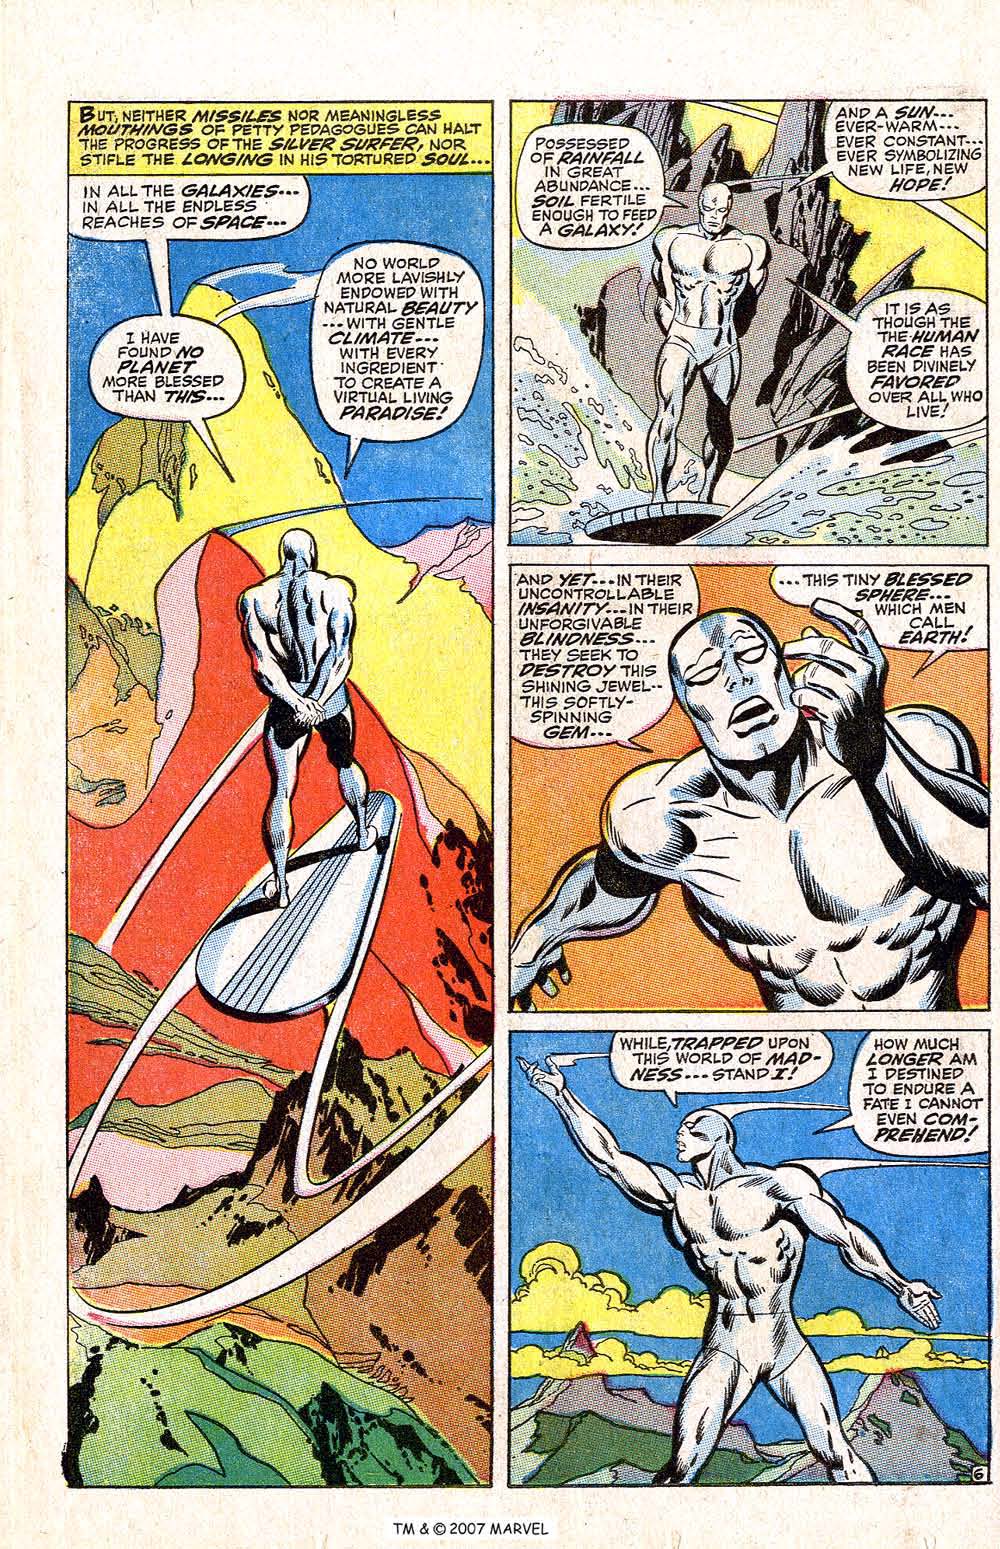 BUT, NEITHER MISSILES NOR MEANINGLESS
MOUTHINGS OF PETTY PEDAGOGUES CAN HALT
THE PROGRESS OF THE SILVER SURFER, NOR
STIFLE THE LONGING IN HIS TORTURED SOUL...
IN ALL THE GALAXIES...
IN ALL THE ENDLESS
REACHES OF SPACE...
I HAVE
FOUND NO
PLANET
MORE BLESSED
THAN THIS...
NO WORLD
MORE LAVISHLY
ENDOWED WITH
NATURAL BEAUTY
...WITH GENTLE
CLIMATE...
WITH EVERY
INGREDIENT
TO CREATE A
VIRTUAL LIVING
PARADISE!
POSSESSED
OF RAINFALL
IN GREAT
ABUNDANCE...
SOIL FERTILE
ENOUGH TO FEED
A GALAXY!
AND A SUN...
EVER-WARM...
EVER CONSTANT...
EVER SYMBOLIZING
NEW LIFE, NEW
HOPE!
IT IS AS
THOUGH THE
THE HUMAN
RACE HAS
BEEN DIVINELY
FAVORED
OVER ALL WHO
LIVE!
AND YET...IN THEIR
UNCONTROLLABLE
INSANITY...IN THEIR
UNFORGIVABLE
BLINDNESS...
THEY SEEK TO
DESTROY THIS
SHINING JEWEL--
THIS SOFTLY-
SPINNING
GEM...
...THIS TINY BLESSED
SPHERE...
WHICH MEN
CALL
EARTH!
WHILE, TRAPPED UPON
THIS WORLD OF MAD-
NESS... STAND I!
HOW MUCH
LONGER AM
I DESTINED
TO ENDURE A
FATE I CANNOT
EVEN COM-
PREHEND!
6
TM & © 2007 MARVEL